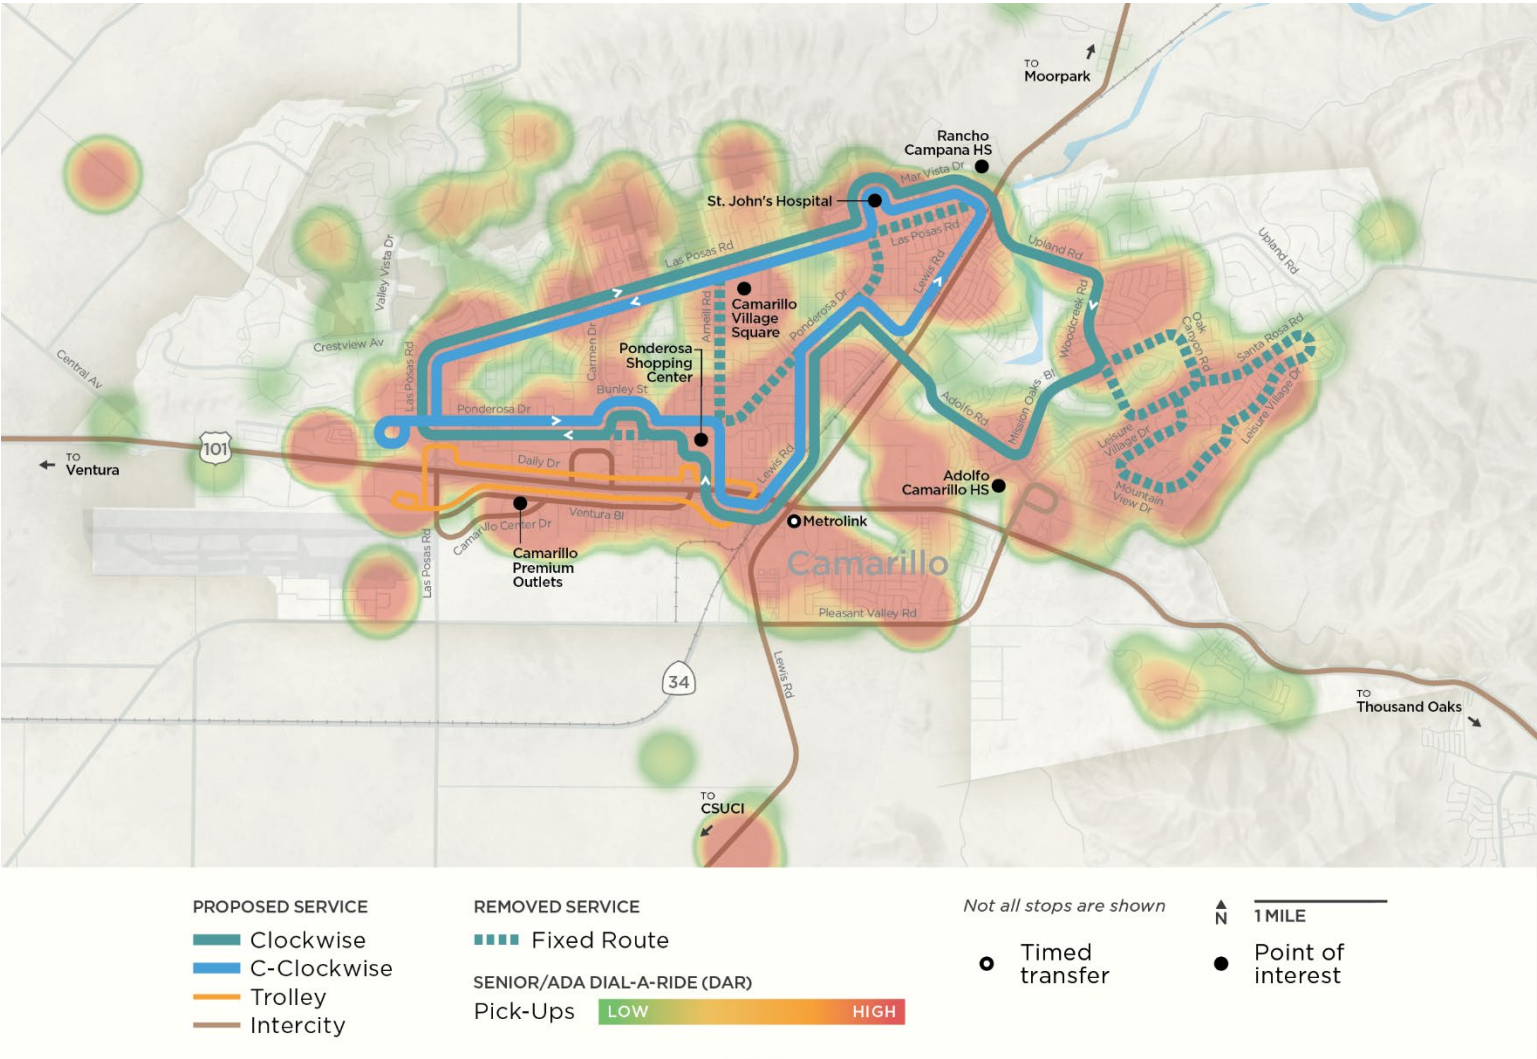 TO
Moorpark
Rancho
Campana HS
Mar Vista Dr
St. John's Hospital
Las Posas Rd
Las Posas Rd
Upland Rd
Upland Rd
Valley Vista Dr
Lewis Rd
Woodcreek Rd
Arneill Rd
Camarillo
Village
Square
Ponderosa Dr
Oak
Canyon Rd
Santa Rosa Rd
Crestview Av
Carmen Dr
Ponderosa
Shopping
Center
Central Av
Las Posas Rd
Bunley St
Ponderosa Dr
Adolfo Rd
Mission Oaks Bl
Leisure
Village Dr
Leisure Village Dr
101
TO
Ventura
Daily Dr
Lewis Rd
Adolfo
Camarillo HS
Mountain
View Dr
Ventura Bl
Camarillo Center Dr
Metrolink
Las Posas Rd
Camarillo
Premium
Outlets
Camarillo
Pleasant Valley Rd
34
Lewis Rd
TO
Thousand Oaks
TO
CSUCI
PROPOSED SERVICE
Clockwise
C-Clockwise
Trolley
Intercity
REMOVED SERVICE
Fixed Route
SENIOR/ADA DIAL-A-RIDE (DAR)
Pick-Ups
LOW
HIGH
Not all stops are shown
N
1 MILE
Timed
transfer
Point of
interest